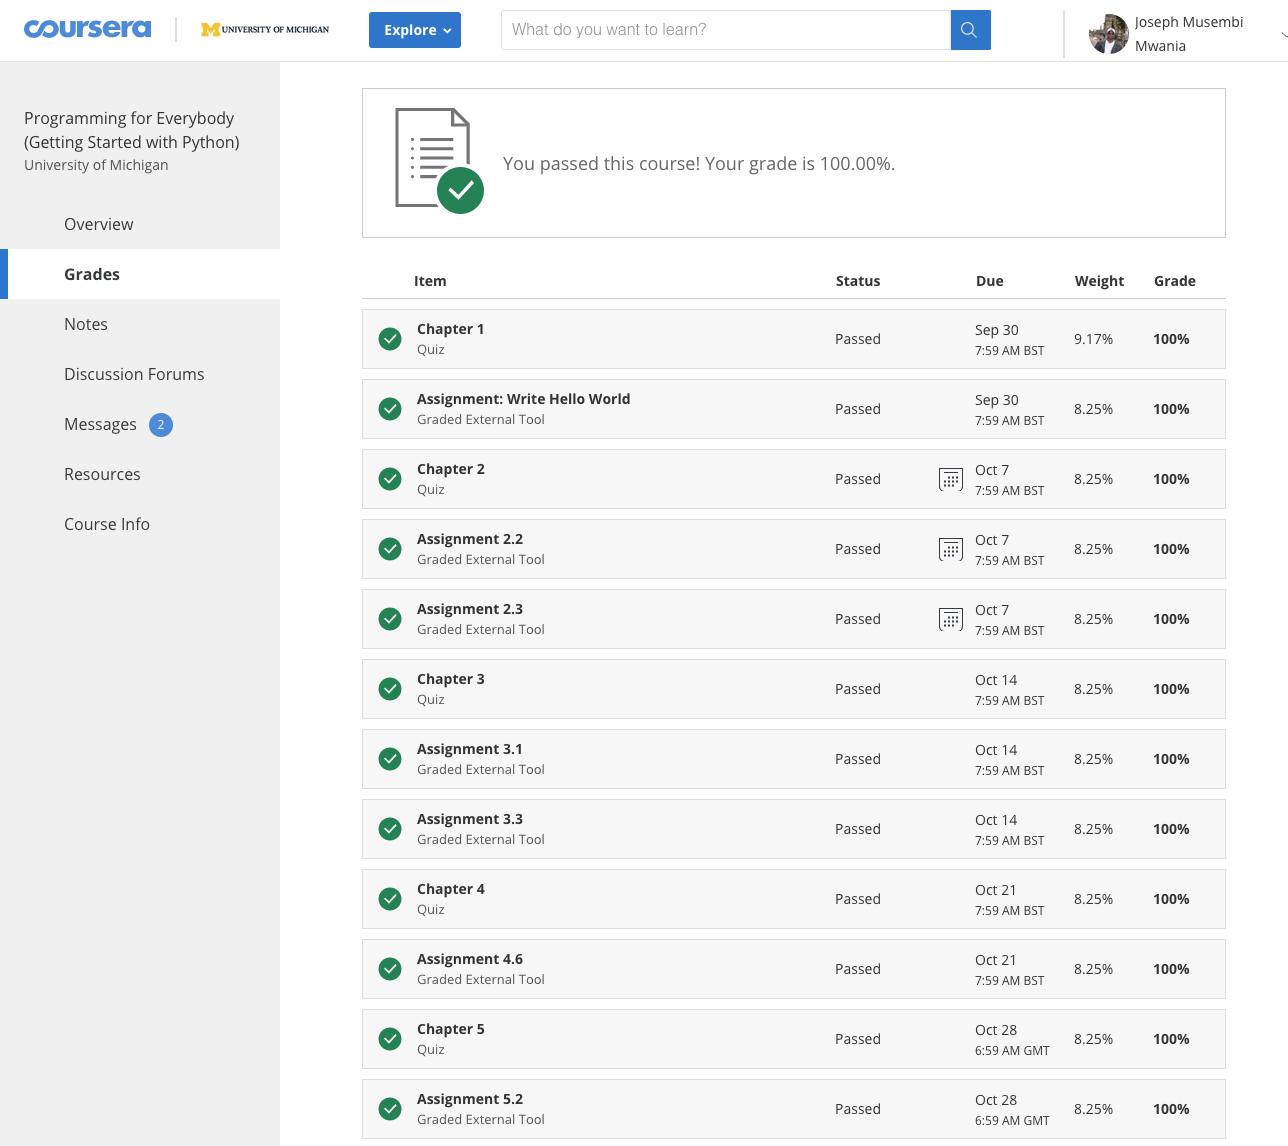 coursera
M UNIVERSITY OF MICHIGAN
Explore
What do you want to learn?
Joseph Musembi
Mwania
Programming for Everybody
(Getting Started with Python)
University of Michigan
Overview
Grades
Notes
Discussion Forums
Messages 2
Resources
Course Info
You passed this course! Your grade is 100.00%.
Item Status Due Weight Grade
Chapter 1
Quiz
Passed
Sep 30
7:59 AM BST
9.17%
100%
Assignment: Write Hello World
Graded External Tool
Passed
Sep 30
7:59 AM BST
8.25%
100%
Chapter 2
Quiz
Passed
Oct 7
7:59 AM BST
8.25%
100%
Assignment 2.2
Graded External Tool
Passed
Oct 7
7:59 AM BST
8.25%
100%
Assignment 2.3
Graded External Tool
Passed
Oct 7
7:59 AM BST
8.25%
100%
Chapter 3
Quiz
Passed
Oct 14
7:59 AM BST
8.25%
100%
Assignment 3.1
Graded External Tool
Passed
Oct 14
7:59 AM BST
8.25%
100%
Assignment 3.3
Graded External Tool
Passed
Oct 14
7:59 AM BST
8.25%
100%
Chapter 4
Quiz
Passed
Oct 21
7:59 AM BST
8.25%
100%
Assignment 4.6
Graded External Tool
Passed
Oct 21
7:59 AM BST
8.25%
100%
Chapter 5
Quiz
Passed
Oct 28
6:59 AM GMT
8.25%
100%
Assignment 5.2
Graded External Tool
Passed
Oct 28
6:59 AM GMT
8.25%
100%